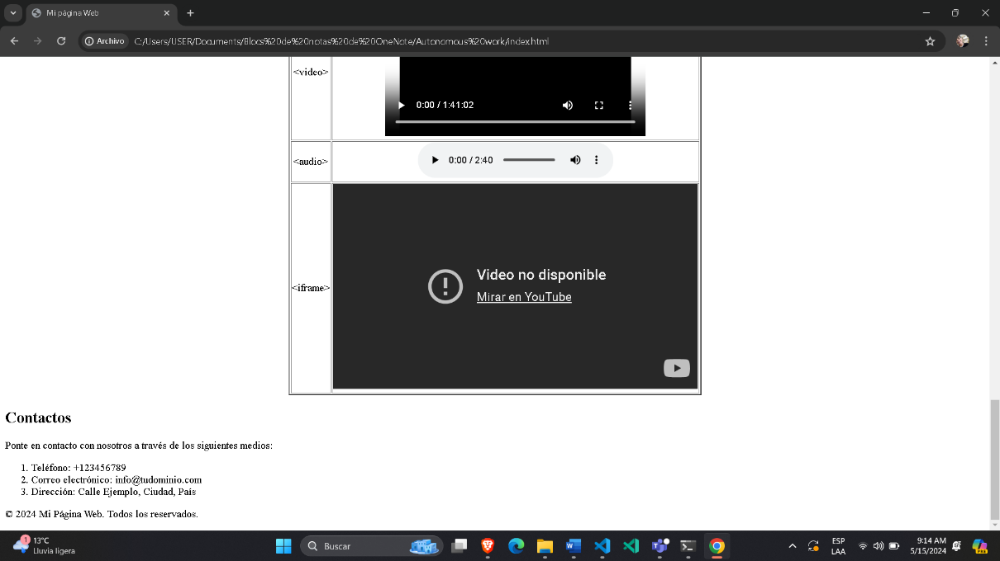 Mi página Web
Archivo
C:/Users/USER/Documents/Blocs%20de%20notas%20de%20OneNote/Autonomous%20work/index.html
<video>
0:00 / 1:41:02
<audio>
0:00 / 2:40
<iframe>
Video no disponible
Mirar en YouTube
Contactos
Ponte en contacto con nosotros a través de los siguientes medios:
1. Teléfono: +123456789
2. Correo electrónico: info@tudominio.com
3. Dirección: Calle Ejemplo, Ciudad, País
© 2024 Mi Página Web. Todos los reservados.
1
13°C
Lluvia ligera
Buscar
ESP
LAA
9:14 AM
5/15/2024